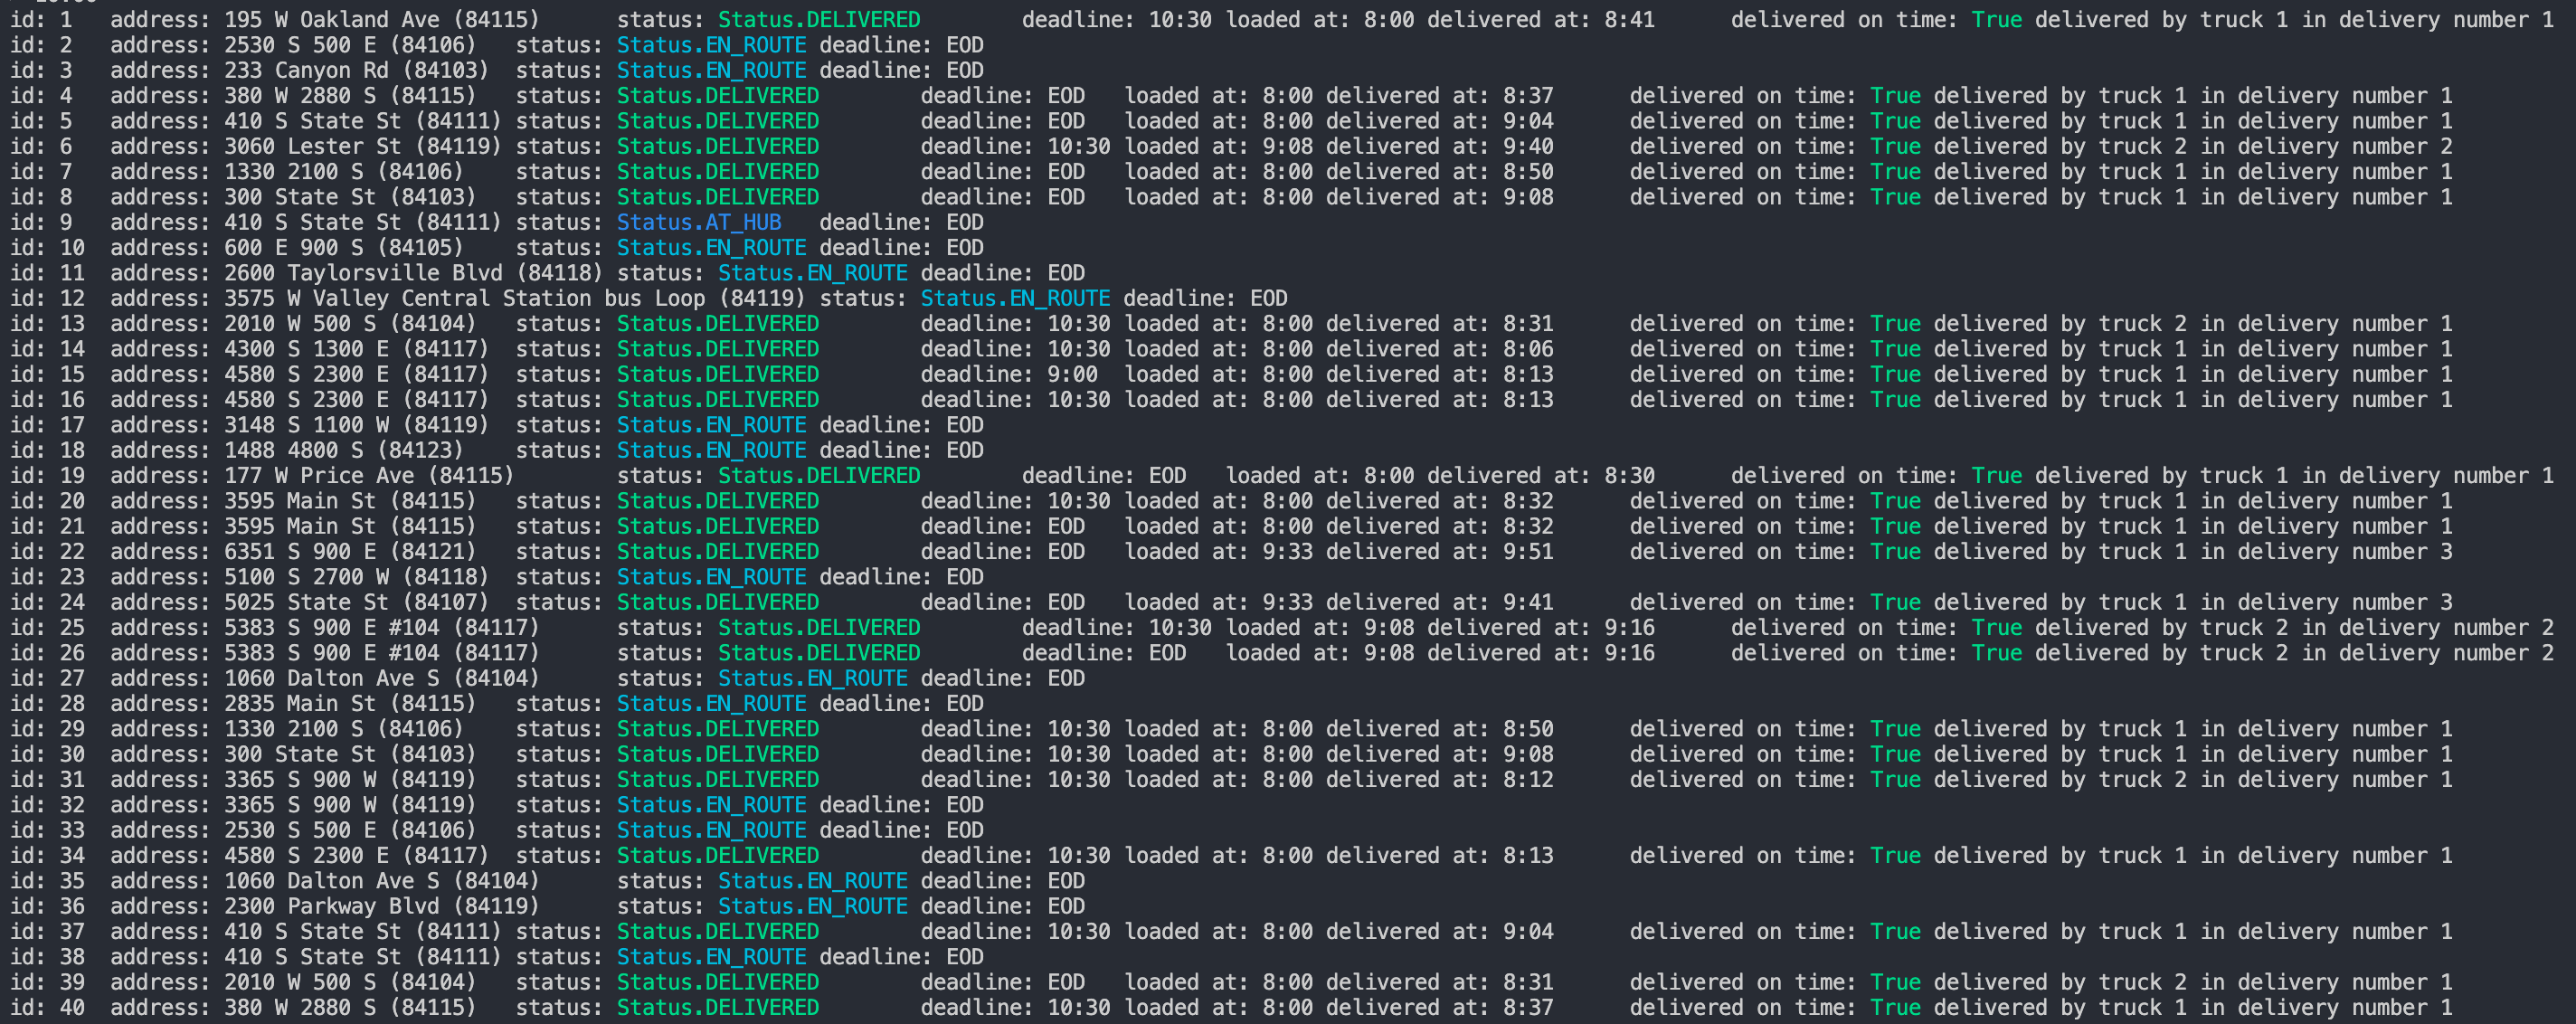 id: 1 address: 195 W Oakland Ave (84115) status: Status.DELIVERED deadline: 10:30 loaded at: 8:00 delivered at: 8:41 delivered on time: True delivered by truck 1 in delivery number 1
id: 2 address: 2530 S 500 E (84106) status: Status.EN_ROUTE deadline: EOD
id: 3 address: 233 Canyon Rd (84103) status: Status.EN_ROUTE deadline: EOD
id: 4 address: 380 W 2880 S (84115) status: Status.DELIVERED deadline: EOD loaded at: 8:00 delivered at: 8:37 delivered on time: True delivered by truck 1 in delivery number 1
id: 5 address: 410 S State St (84111) status: Status.DELIVERED deadline: EOD loaded at: 8:00 delivered at: 9:04 delivered on time: True delivered by truck 1 in delivery number 1
id: 6 address: 3060 Lester St (84119) status: Status.DELIVERED deadline: 10:30 loaded at: 9:08 delivered at: 9:40 delivered on time: True delivered by truck 2 in delivery number 2
id: 7 address: 1330 2100 S (84106) status: Status.DELIVERED deadline: EOD loaded at: 8:00 delivered at: 8:50 delivered on time: True delivered by truck 1 in delivery number 1
id: 8 address: 300 State St (84103) status: Status.DELIVERED deadline: EOD loaded at: 8:00 delivered at: 9:08 delivered on time: True delivered by truck 1 in delivery number 1
id: 9 address: 410 S State St (84111) status: Status.AT_HUB deadline: EOD
id: 10 address: 600 E 900 S (84105) status: Status.EN_ROUTE deadline: EOD
id: 11 address: 2600 Taylorsville Blvd (84118) status: Status.EN_ROUTE deadline: EOD
id: 12 address: 3575 W Valley Central Station bus Loop (84119) status: Status.EN_ROUTE deadline: EOD
id: 13 address: 2010 W 500 S (84104) status: Status.DELIVERED deadline: 10:30 loaded at: 8:00 delivered at: 8:31 delivered on time: True delivered by truck 2 in delivery number 1
id: 14 address: 4300 S 1300 E (84117) status: Status.DELIVERED deadline: 10:30 loaded at: 8:00 delivered at: 8:06 delivered on time: True delivered by truck 1 in delivery number 1
id: 15 address: 4580 S 2300 E (84117) status: Status.DELIVERED deadline: 9:00 loaded at: 8:00 delivered at: 8:13 delivered on time: True delivered by truck 1 in delivery number 1
id: 16 address: 4580 S 2300 E (84117) status: Status.DELIVERED deadline: 10:30 loaded at: 8:00 delivered at: 8:13 delivered on time: True delivered by truck 1 in delivery number 1
id: 17 address: 3148 S 1100 W (84119) status: Status.EN_ROUTE deadline: EOD
id: 18 address: 1488 4800 S (84123) status: Status.EN_ROUTE deadline: EOD
id: 19 address: 177 W Price Ave (84115) status: Status.DELIVERED deadline: EOD loaded at: 8:00 delivered at: 8:30 delivered on time: True delivered by truck 1 in delivery number 1
id: 20 address: 3595 Main St (84115) status: Status.DELIVERED deadline: 10:30 loaded at: 8:00 delivered at: 8:32 delivered on time: True delivered by truck 1 in delivery number 1
id: 21 address: 3595 Main St (84115) status: Status.DELIVERED deadline: EOD loaded at: 8:00 delivered at: 8:32 delivered on time: True delivered by truck 1 in delivery number 1
id: 22 address: 6351 S 900 E (84121) status: Status.DELIVERED deadline: EOD loaded at: 9:33 delivered at: 9:51 delivered on time: True delivered by truck 1 in delivery number 3
id: 23 address: 5100 S 2700 W (84118) status: Status.EN_ROUTE deadline: EOD
id: 24 address: 5025 State St (84107) status: Status.DELIVERED deadline: EOD loaded at: 9:33 delivered at: 9:41 delivered on time: True delivered by truck 1 in delivery number 3
id: 25 address: 5383 S 900 E #104 (84117) status: Status.DELIVERED deadline: 10:30 loaded at: 9:08 delivered at: 9:16 delivered on time: True delivered by truck 2 in delivery number 2
id: 26 address: 5383 S 900 E #104 (84117) status: Status.DELIVERED deadline: EOD loaded at: 9:08 delivered at: 9:16 delivered on time: True delivered by truck 2 in delivery number 2
id: 27 address: 1060 Dalton Ave S (84104) status: Status.EN_ROUTE deadline: EOD
id: 28 address: 2835 Main St (84115) status: Status.EN_ROUTE deadline: EOD
id: 29 address: 1330 2100 S (84106) status: Status.DELIVERED deadline: 10:30 loaded at: 8:00 delivered at: 8:50 delivered on time: True delivered by truck 1 in delivery number 1
id: 30 address: 300 State St (84103) status: Status.DELIVERED deadline: 10:30 loaded at: 8:00 delivered at: 9:08 delivered on time: True delivered by truck 1 in delivery number 1
id: 31 address: 3365 S 900 W (84119) status: Status.DELIVERED deadline: 10:30 loaded at: 8:00 delivered at: 8:12 delivered on time: True delivered by truck 2 in delivery number 1
id: 32 address: 3365 S 900 W (84119) status: Status.EN_ROUTE deadline: EOD
id: 33 address: 2530 S 500 E (84106) status: Status.EN_ROUTE deadline: EOD
id: 34 address: 4580 S 2300 E (84117) status: Status.DELIVERED deadline: 10:30 loaded at: 8:00 delivered at: 8:13 delivered on time: True delivered by truck 1 in delivery number 1
id: 35 address: 1060 Dalton Ave S (84104) status: Status.EN_ROUTE deadline: EOD
id: 36 address: 2300 Parkway Blvd (84119) status: Status.EN_ROUTE deadline: EOD
id: 37 address: 410 S State St (84111) status: Status.DELIVERED deadline: 10:30 loaded at: 8:00 delivered at: 9:04 delivered on time: True delivered by truck 1 in delivery number 1
id: 38 address: 410 S State St (84111) status: Status.EN_ROUTE deadline: EOD
id: 39 address: 2010 W 500 S (84104) status: Status.DELIVERED deadline: EOD loaded at: 8:00 delivered at: 8:31 delivered on time: True delivered by truck 2 in delivery number 1
id: 40 address: 380 W 2880 S (84115) status: Status.DELIVERED deadline: 10:30 loaded at: 8:00 delivered at: 8:37 delivered on time: True delivered by truck 1 in delivery number 1